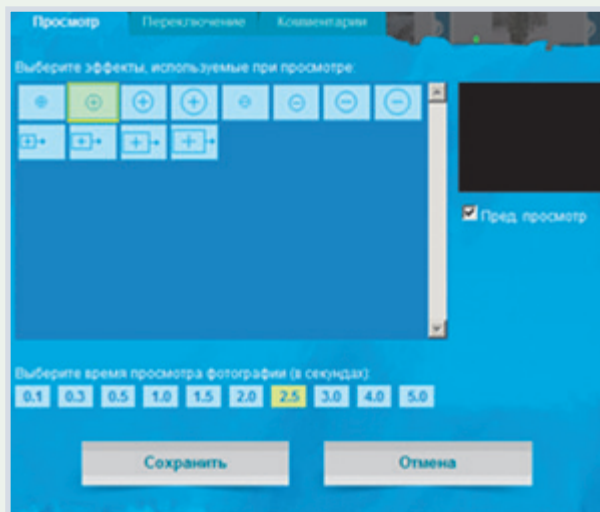 Просмотр Переключение Комментарии
Выберите эффекты, используемые при просмотре:
Пред. просмотр
Выберите время просмотра фотографии (в секундах):
0.1 0.3 0.5 1.0 1.5 2.0 2.5 3.0 4.0 5.0
Сохранить Отмена